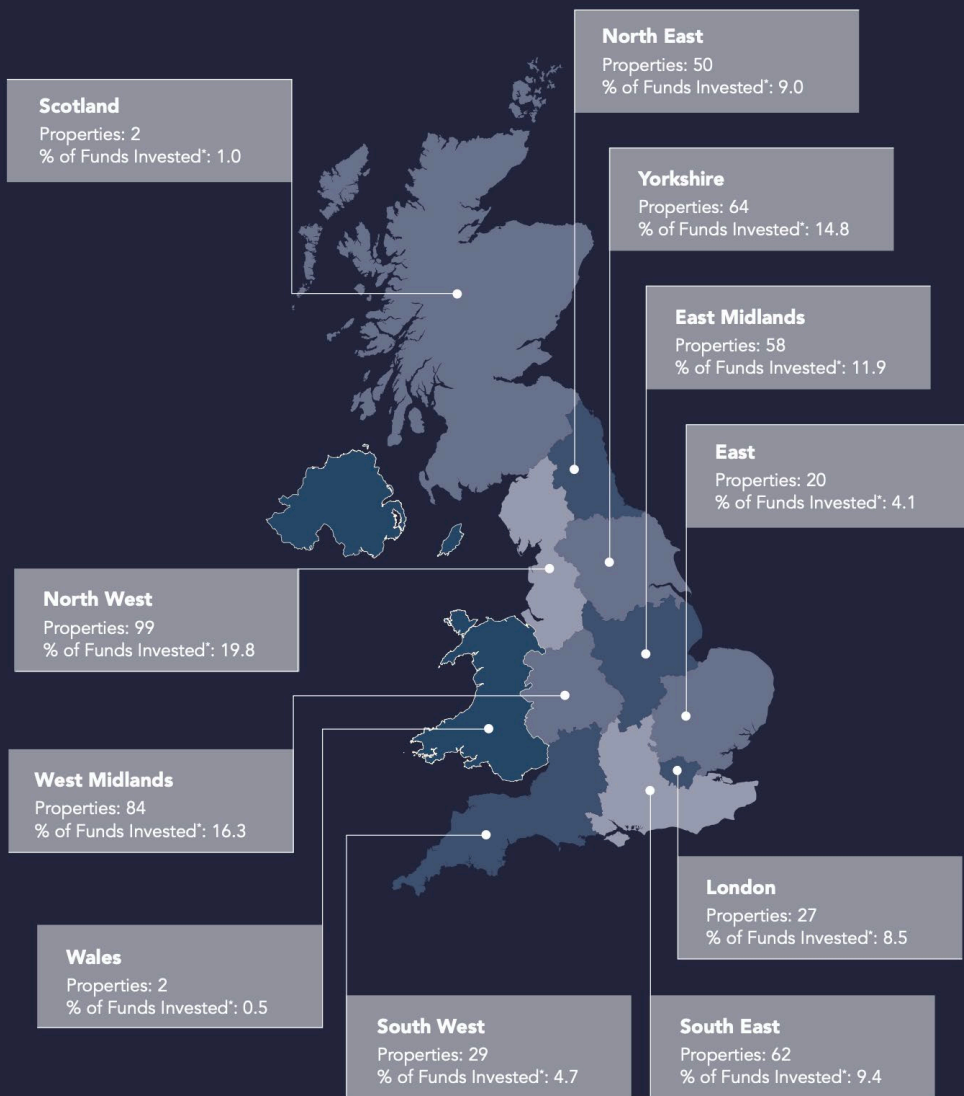 North East
Properties: 50
% of Funds Invested*: 9.0
Scotland
Properties: 2
% of Funds Invested*: 1.0
Yorkshire
Properties: 64
% of Funds Invested*: 14.8
East Midlands
Properties: 58
% of Funds Invested*: 11.9
East
Properties: 20
% of Funds Invested*: 4.1
North West
Properties: 99
% of Funds Invested*: 19.8
West Midlands
Properties: 84
% of Funds Invested*: 16.3
London
Properties: 27
% of Funds Invested*: 8.5
Wales
Properties: 2
% of Funds Invested*: 0.5
South West
Properties: 29
% of Funds Invested*: 4.7
South East
Properties: 62
% of Funds Invested*: 9.4